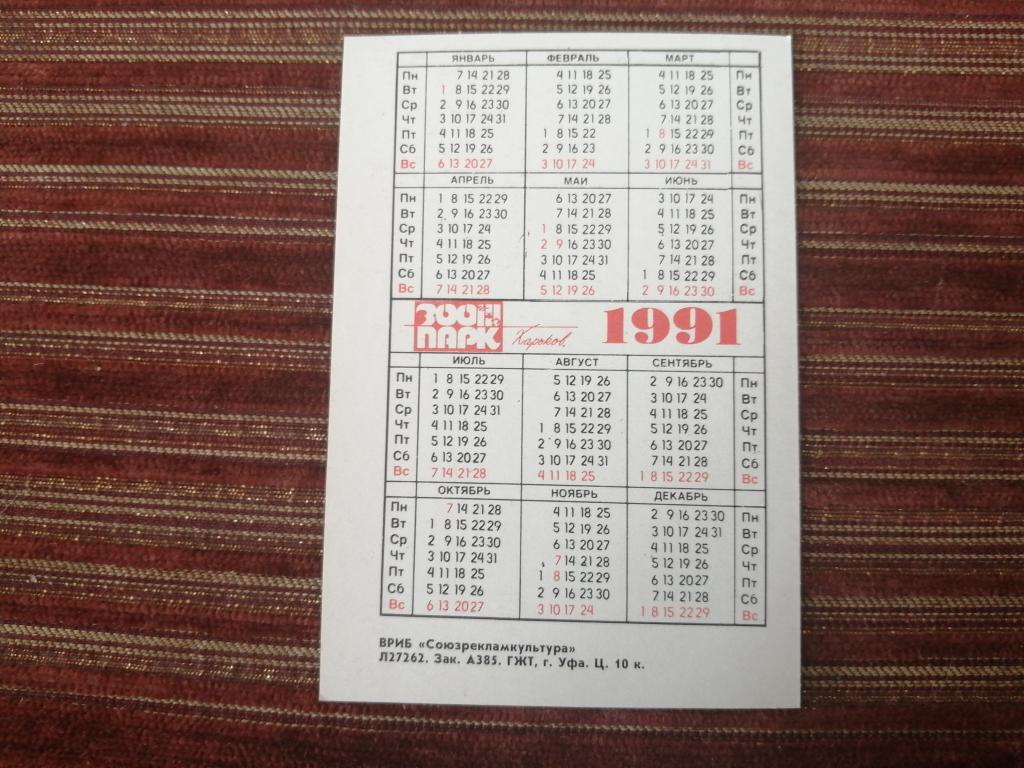 ЯНВАРЬ ФЕВРАЛЬ МАРТ
Пн 7 14 21 28 4 11 18 25 4 11 18 25 Пн
Вт 1 8 15 22 29 5 12 19 26 5 12 19 26 Вт
Ср 2 9 16 23 30 6 13 20 27 6 13 20 27 Ср
Чт 3 10 17 24 31 7 14 21 28 7 14 21 28 Чт
Пт 4 11 18 25 1 8 15 22 1 8 15 22 29 Пт
Сб 5 12 19 26 2 9 16 23 2 9 16 23 30 Сб
Вс 6 13 20 27 3 10 17 24 3 10 17 24 31 Вс
АПРЕЛЬ МАЙ ИЮНЬ
Пн 1 8 15 22 29 6 13 20 27 3 10 17 24 Пн
Вт 2 9 16 23 30 7 14 21 28 4 11 18 25 Вт
Ср 3 10 17 24 1 8 15 22 29 5 12 19 26 Ср
Чт 4 11 18 25 2 9 16 23 30 6 13 20 27 Чт
Пт 5 12 19 26 3 10 17 24 31 7 14 21 28 Пт
Сб 6 13 20 27 4 11 18 25 1 8 15 22 29 Сб
Вс 7 14 21 28 5 12 19 26 2 9 16 23 30 Вс
ЗОО ПАРК Харьков. 1991
ИЮЛЬ АВГУСТ СЕНТЯБРЬ
Пн 1 8 15 22 29 5 12 19 26 2 9 16 23 30 Пн
Вт 2 9 16 23 30 6 13 20 27 3 10 17 24 Вт
Ср 3 10 17 24 31 7 14 21 28 4 11 18 25 Ср
Чт 4 11 18 25 1 8 15 22 29 5 12 19 26 Чт
Пт 5 12 19 26 2 9 16 23 30 6 13 20 27 Пт
Сб 6 13 20 27 3 10 17 24 31 7 14 21 28 Сб
Вс 7 14 21 28 4 11 18 25 1 8 15 22 29 Вс
ОКТЯБРЬ НОЯБРЬ ДЕКАБРЬ
Пн 7 14 21 28 4 11 18 25 2 9 16 23 30 Пн
Вт 1 8 15 22 29 5 12 19 26 3 10 17 24 31 Вт
Ср 2 9 16 23 30 6 13 20 27 4 11 18 25 Ср
Чт 3 10 17 24 31 7 14 21 28 5 12 19 26 Чт
Пт 4 11 18 25 1 8 15 22 29 6 13 20 27 Пт
Сб 5 12 19 26 2 9 16 23 30 7 14 21 28 Сб
Вс 6 13 20 27 3 10 17 24 1 8 15 22 29 Вс
ВРИБ «Союзрекламкультура»
Л27262. Зак. А385. ГЖТ, г. Уфа. Ц. 10 к.